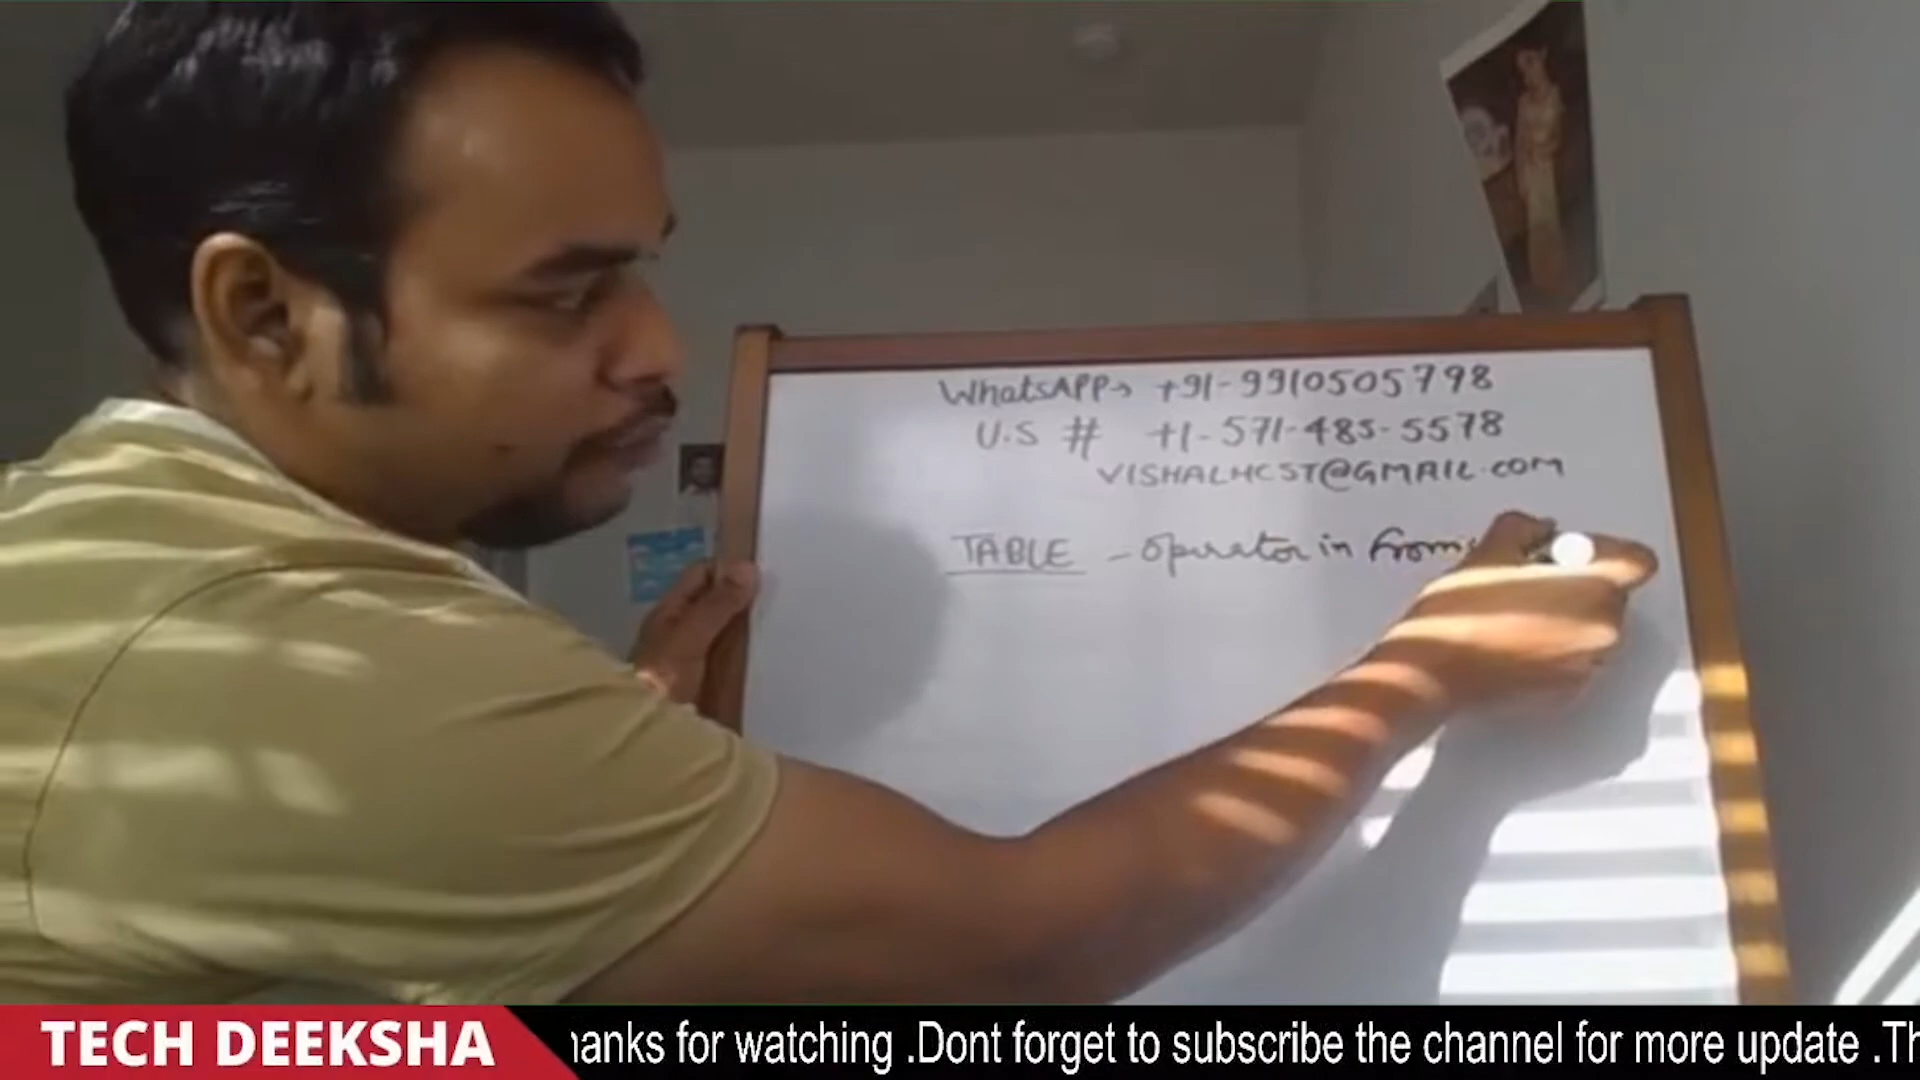 WhatsAPP→ +91-9910505798
U.S # +1-571-485-5578
VISHALHCST@GMAIL.COM
TABLE - operator in from
TECH DEEKSHA
hanks for watching .Dont forget to subscribe the channel for more update .Th